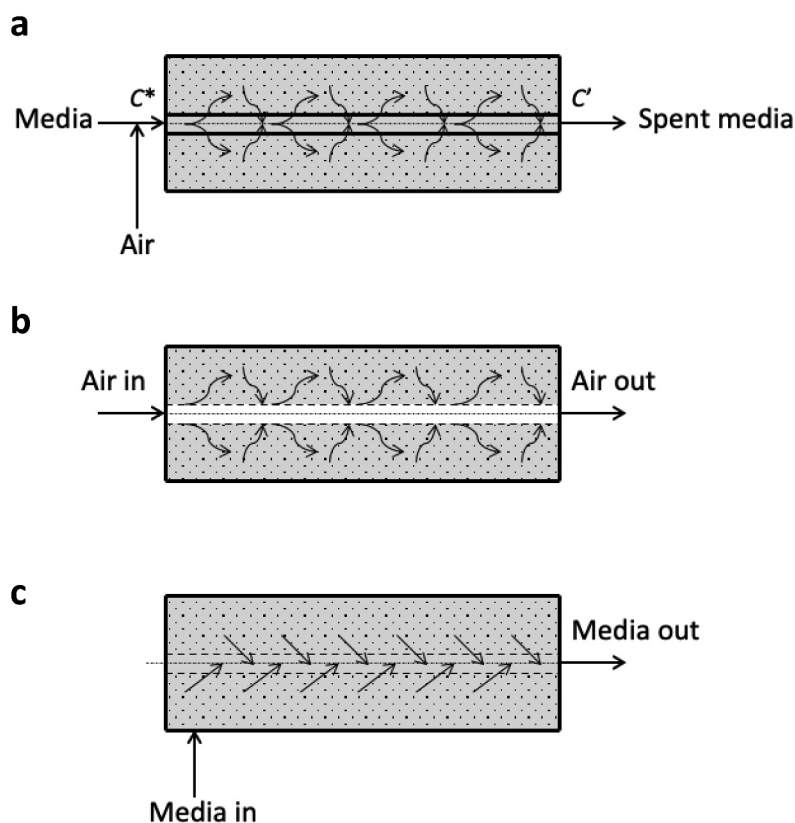 a
C* C′
Media Spent media
Air
b
Air in Air out
c
Media out
Media in